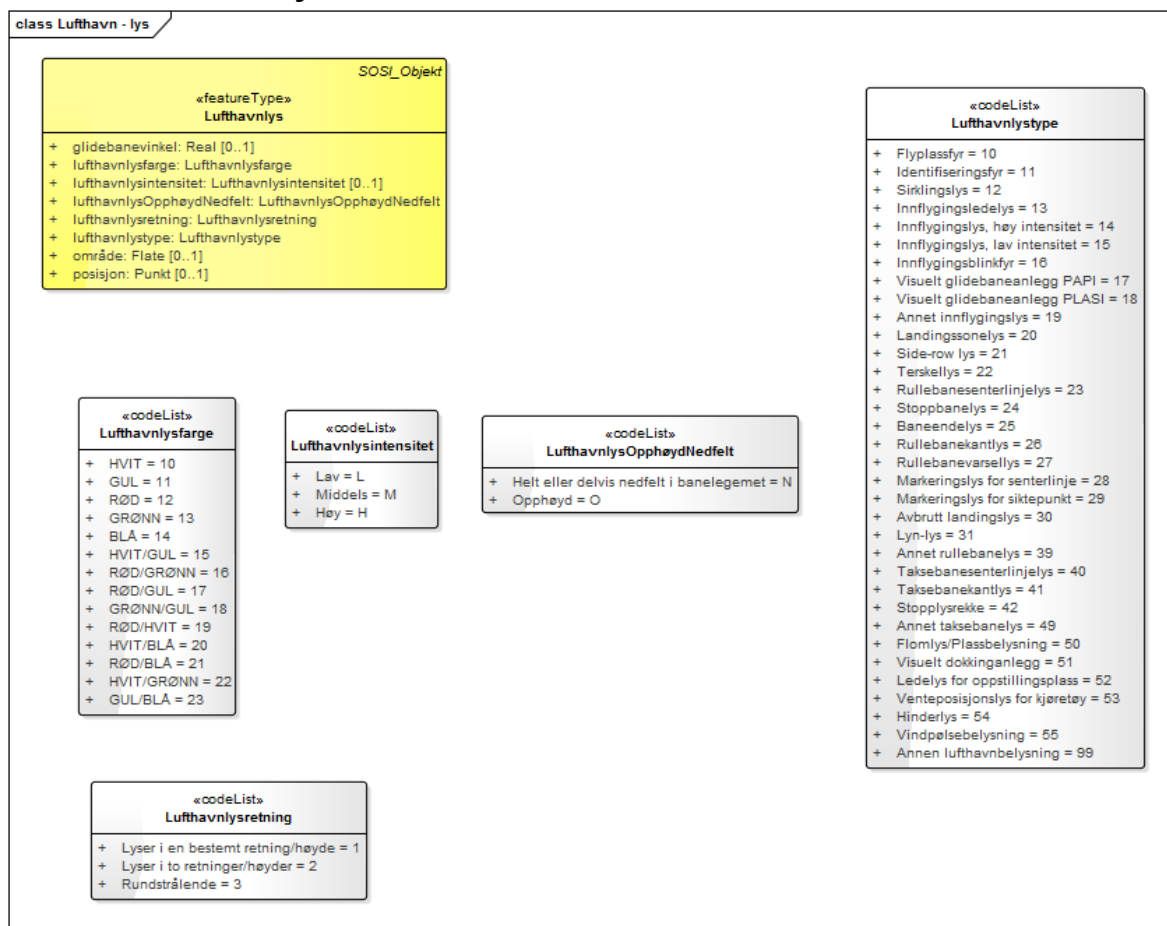 class Lufthavn - lys
SOSI_Objekt
«featureType»
Lufthavnlys
+ glidebanevinkel: Real [0..1]
+ lufthavnlysfarge: Lufthavnlysfarge
+ lufthavnlysintensitet: Lufthavnlysintensitet [0..1]
+ lufthavnlysOpphøydNedfelt: LufthavnlysOpphøydNedfelt
+ lufthavnlysretning: Lufthavnlysretning
+ lufthavnlystype: Lufthavnlystype
+ område: Flate [0..1]
+ posisjon: Punkt [0..1]
«codeList»
Lufthavnlystype
+ Flyplassfyr = 10
+ Identifiseringsfyr = 11
+ Sirklingslys = 12
+ Innflygingsledelys = 13
+ Innflygingslys, høy intensitet = 14
+ Innflygingslys, lav intensitet = 15
+ Innflygingsblinkfyr = 16
+ Visuelt glidebaneanlegg PAPI = 17
+ Visuelt glidebaneanlegg PLASI = 18
+ Annet innflygingslys = 19
+ Landingssonelys = 20
+ Side-row lys = 21
+ Terskellys = 22
+ Rullebanesenterlinjelys = 23
+ Stoppbanelys = 24
+ Baneendelys = 25
+ Rullebanekantlys = 26
+ Rullebanevarsellys = 27
+ Markeringslys for senterlinje = 28
+ Markeringslys for siktepunkt = 29
+ Avbrutt landingslys = 30
+ Lyn-lys = 31
+ Annet rullebanelys = 39
+ Taksebanesenterlinjelys = 40
+ Taksebanekantlys = 41
+ Stopplysrekke = 42
+ Annet taksebanelys = 49
+ Flomlys/Plassbelysning = 50
+ Visuelt dokkinganlegg = 51
+ Ledelys for oppstillingsplass = 52
+ Venteposisjonslys for kjøretøy = 53
+ Hinderlys = 54
+ Vindpølsebelysning = 55
+ Annen lufthavnbelysning = 99
«codeList»
Lufthavnlysfarge
+ HVIT = 10
+ GUL = 11
+ RØD = 12
+ GRØNN = 13
+ BLÅ = 14
+ HVIT/GUL = 15
+ RØD/GRØNN = 16
+ RØD/GUL = 17
+ GRØNN/GUL = 18
+ RØD/HVIT = 19
+ HVIT/BLÅ = 20
+ RØD/BLÅ = 21
+ HVIT/GRØNN = 22
+ GUL/BLÅ = 23
«codeList»
Lufthavnlysintensitet
+ Lav = L
+ Middels = M
+ Høy = H
«codeList»
LufthavnlysOpphøydNedfelt
+ Helt eller delvis nedfelt i banelegemet = N
+ Opphøyd = O
«codeList»
Lufthavnlysretning
+ Lyser i en bestemt retning/høyde = 1
+ Lyser i to retninger/høyder = 2
+ Rundstrålende = 3